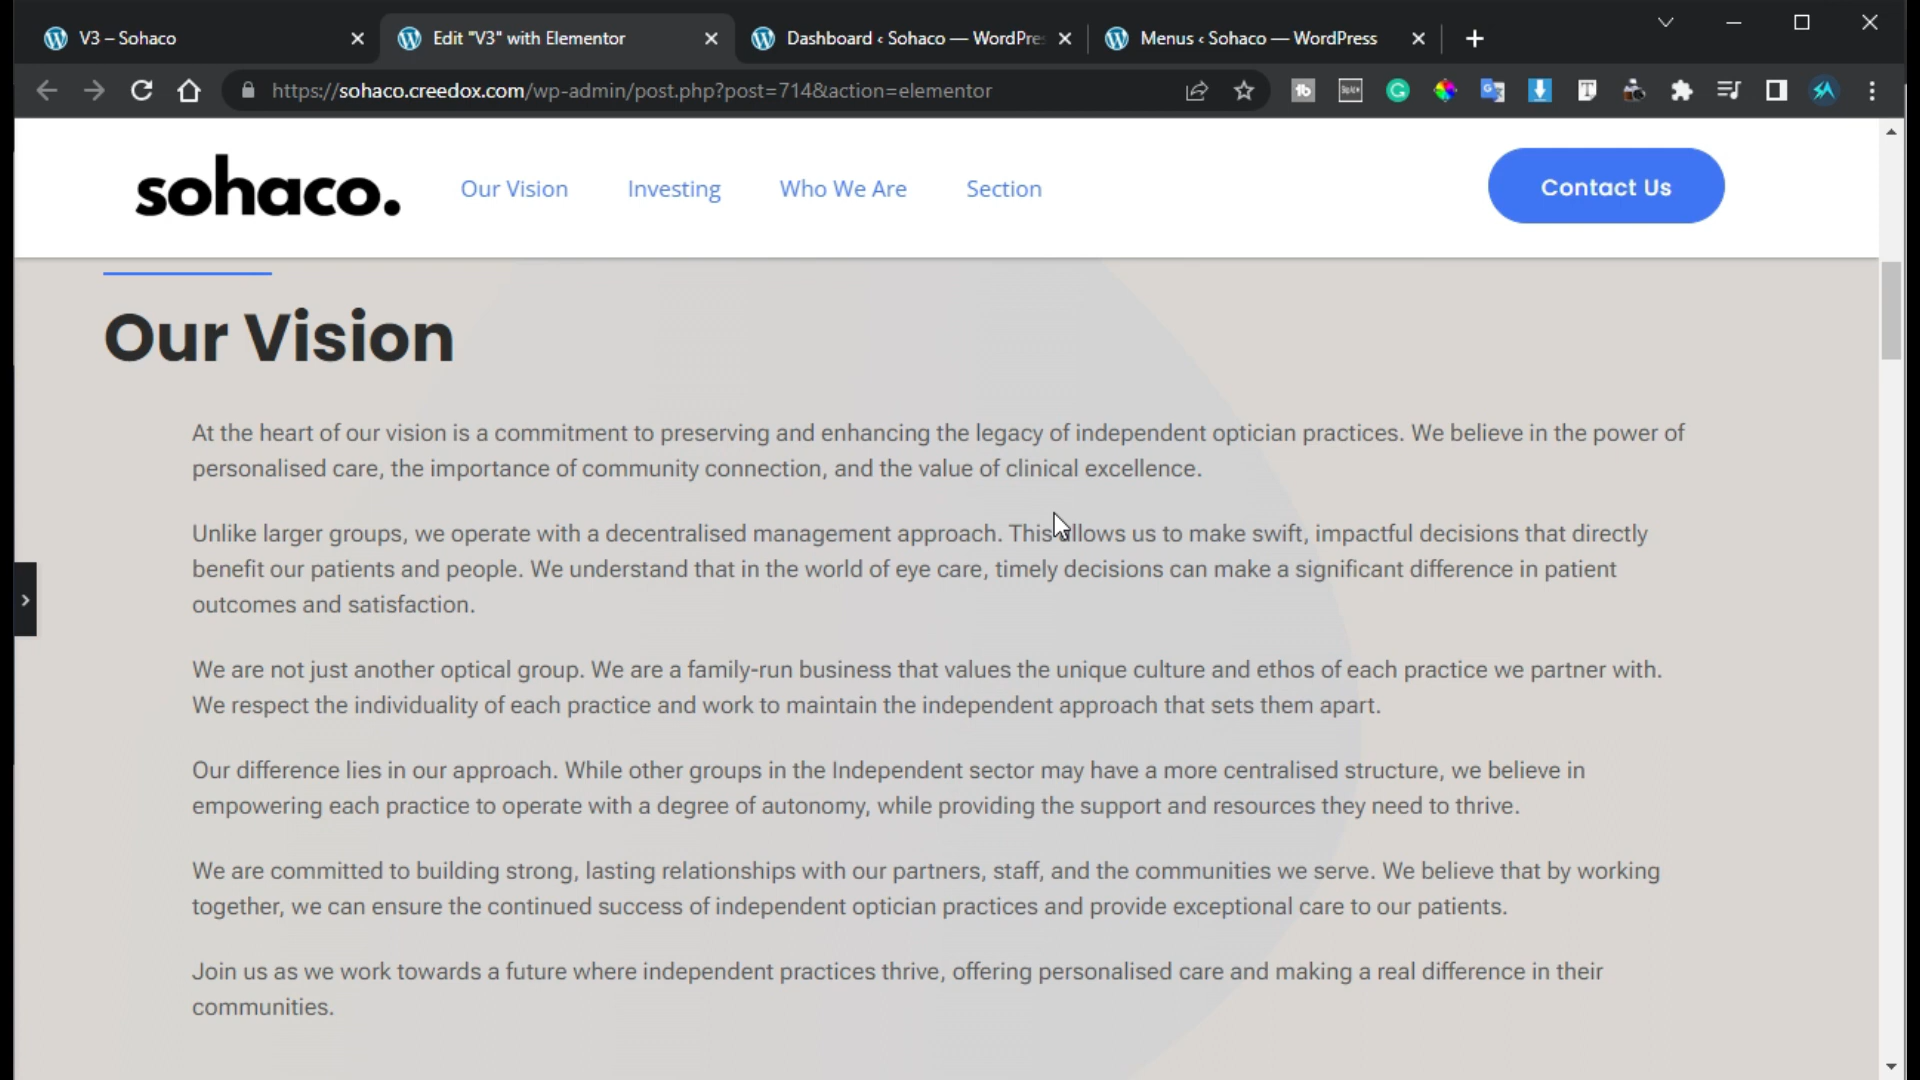 V3 – Sohaco
Edit "V3" with Elementor
Dashboard ‹ Sohaco — WordPre
Menus ‹ Sohaco — WordPress
https://sohaco.creedox.com/wp-admin/post.php?post=714&action=elementor
sohaco.
Our Vision
Investing
Who We Are
Section
Contact Us
Our Vision
At the heart of our vision is a commitment to preserving and enhancing the legacy of independent optician practices. We believe in the power of
personalised care, the importance of community connection, and the value of clinical excellence.
Unlike larger groups, we operate with a decentralised management approach. This allows us to make swift, impactful decisions that directly
benefit our patients and people. We understand that in the world of eye care, timely decisions can make a significant difference in patient
outcomes and satisfaction.
We are not just another optical group. We are a family-run business that values the unique culture and ethos of each practice we partner with.
We respect the individuality of each practice and work to maintain the independent approach that sets them apart.
Our difference lies in our approach. While other groups in the Independent sector may have a more centralised structure, we believe in
empowering each practice to operate with a degree of autonomy, while providing the support and resources they need to thrive.
We are committed to building strong, lasting relationships with our partners, staff, and the communities we serve. We believe that by working
together, we can ensure the continued success of independent optician practices and provide exceptional care to our patients.
Join us as we work towards a future where independent practices thrive, offering personalised care and making a real difference in their
communities.